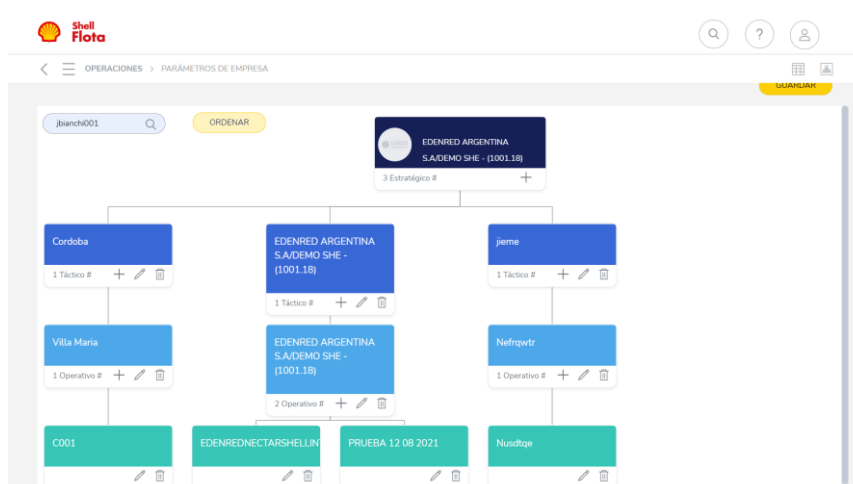 Shell
Flota
?
OPERACIONES > PARÁMETROS DE EMPRESA
GUARDAR
jbianchi001
ORDENAR
EDENRED ARGENTINA
S.A/DEMO SHE - (1001.18)
3 Estratégico #
Cordoba
1 Táctico #
EDENRED ARGENTINA
S.A/DEMO SHE -
(1001.18)
1 Táctico #
jieme
1 Táctico #
Villa Maria
1 Operativo #
EDENRED ARGENTINA
S.A/DEMO SHE -
(1001.18)
2 Operativo #
Nefrqwtr
1 Operativo #
C001
EDENREDNECTARSHELLIN
PRUEBA 12 08 2021
Nusdtqe